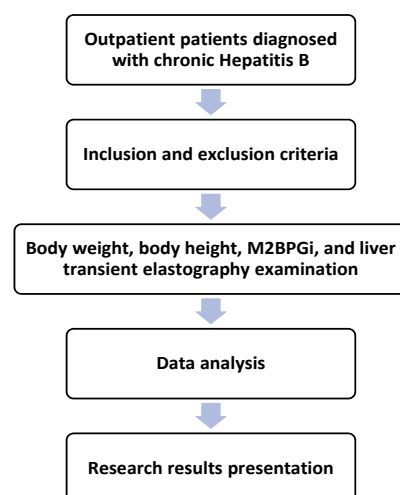 Outpatient patients diagnosed
with chronic Hepatitis B
Inclusion and exclusion criteria
Body weight, body height, M2BPGi, and liver
transient elastography examination
Data analysis
Research results presentation